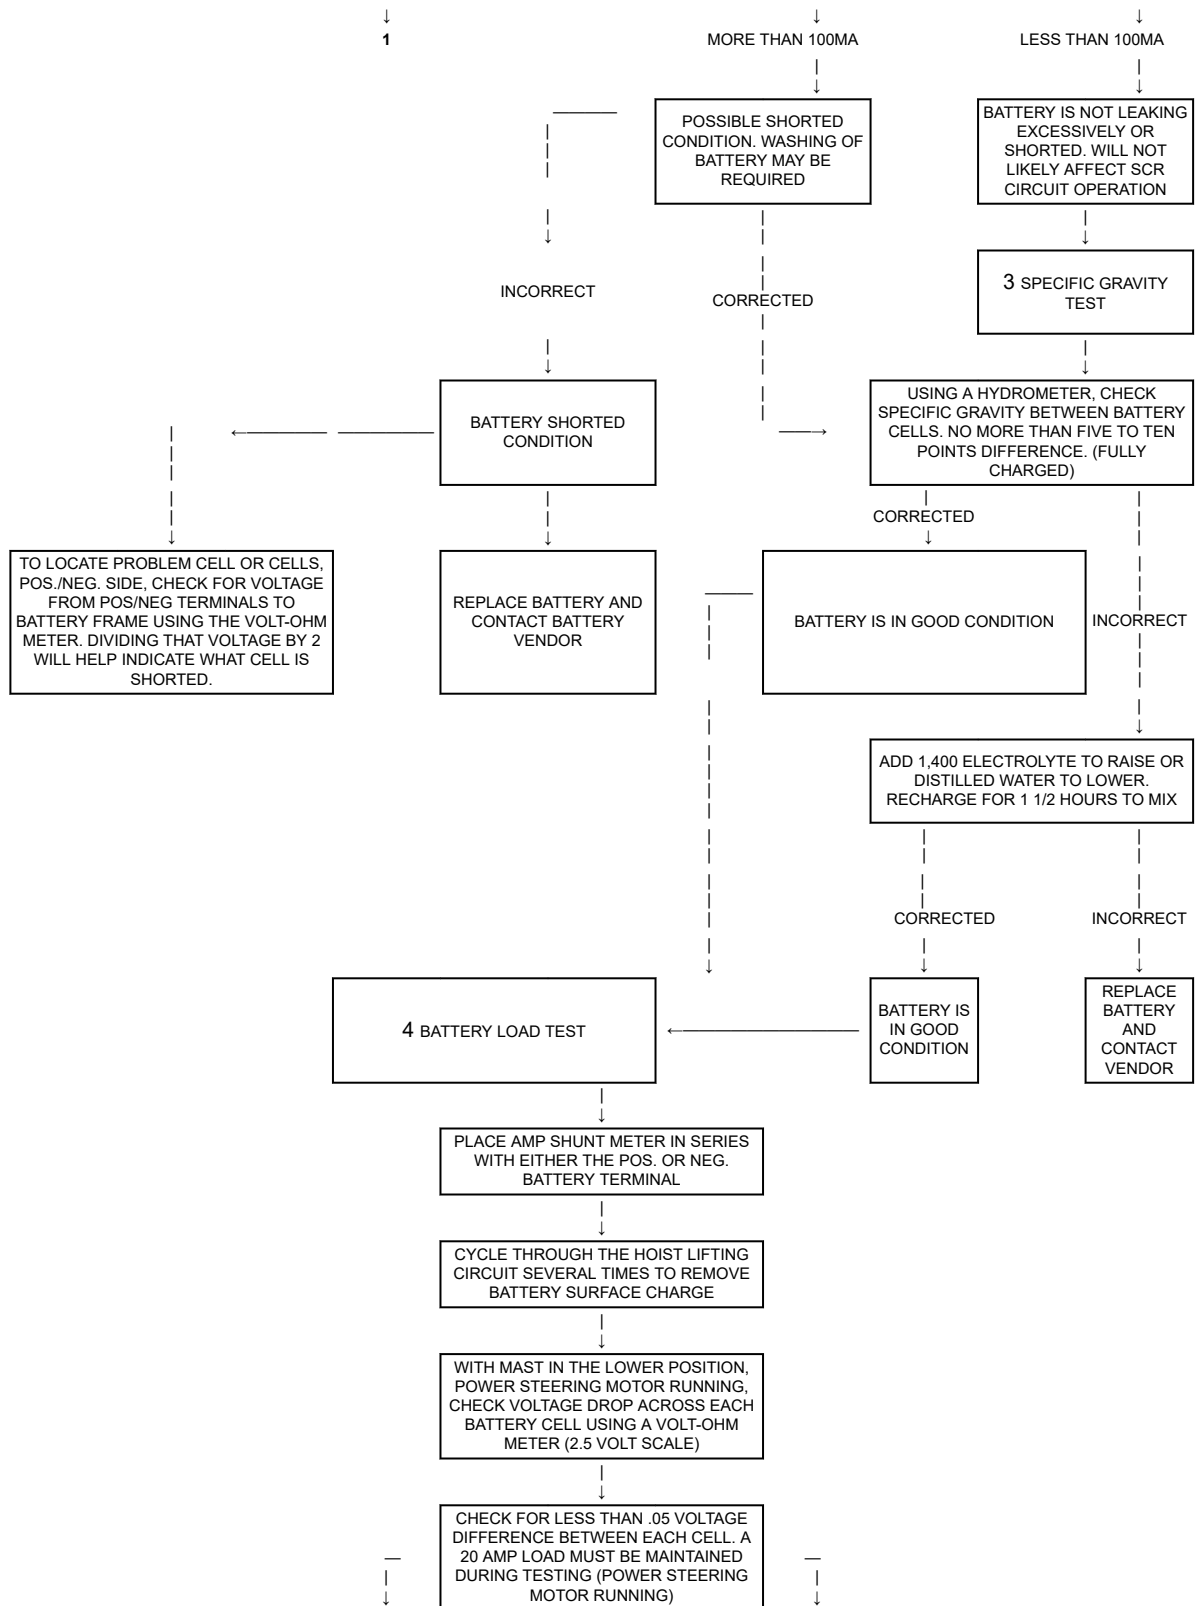 1
MORE THAN 100MA
LESS THAN 100MA
POSSIBLE SHORTED
CONDITION. WASHING OF
BATTERY MAY BE
REQUIRED
BATTERY IS NOT LEAKING
EXCESSIVELY OR
SHORTED. WILL NOT
LIKELY AFFECT SCR
CIRCUIT OPERATION
INCORRECT
CORRECTED
3 SPECIFIC GRAVITY
TEST
BATTERY SHORTED
CONDITION
USING A HYDROMETER, CHECK
SPECIFIC GRAVITY BETWEEN BATTERY
CELLS. NO MORE THAN FIVE TO TEN
POINTS DIFFERENCE. (FULLY
CHARGED)
CORRECTED
TO LOCATE PROBLEM CELL OR CELLS,
POS./NEG. SIDE, CHECK FOR VOLTAGE
FROM POS/NEG TERMINALS TO
BATTERY FRAME USING THE VOLT-OHM
METER. DIVIDING THAT VOLTAGE BY 2
WILL HELP INDICATE WHAT CELL IS
SHORTED.
REPLACE BATTERY AND
CONTACT BATTERY
VENDOR
BATTERY IS IN GOOD CONDITION
INCORRECT
ADD 1,400 ELECTROLYTE TO RAISE OR
DISTILLED WATER TO LOWER.
RECHARGE FOR 1 1/2 HOURS TO MIX
CORRECTED
INCORRECT
4 BATTERY LOAD TEST
BATTERY IS
IN GOOD
CONDITION
REPLACE
BATTERY
AND
CONTACT
VENDOR
PLACE AMP SHUNT METER IN SERIES
WITH EITHER THE POS. OR NEG.
BATTERY TERMINAL
CYCLE THROUGH THE HOIST LIFTING
CIRCUIT SEVERAL TIMES TO REMOVE
BATTERY SURFACE CHARGE
WITH MAST IN THE LOWER POSITION,
POWER STEERING MOTOR RUNNING,
CHECK VOLTAGE DROP ACROSS EACH
BATTERY CELL USING A VOLT-OHM
METER (2.5 VOLT SCALE)
CHECK FOR LESS THAN .05 VOLTAGE
DIFFERENCE BETWEEN EACH CELL. A
20 AMP LOAD MUST BE MAINTAINED
DURING TESTING (POWER STEERING
MOTOR RUNNING)